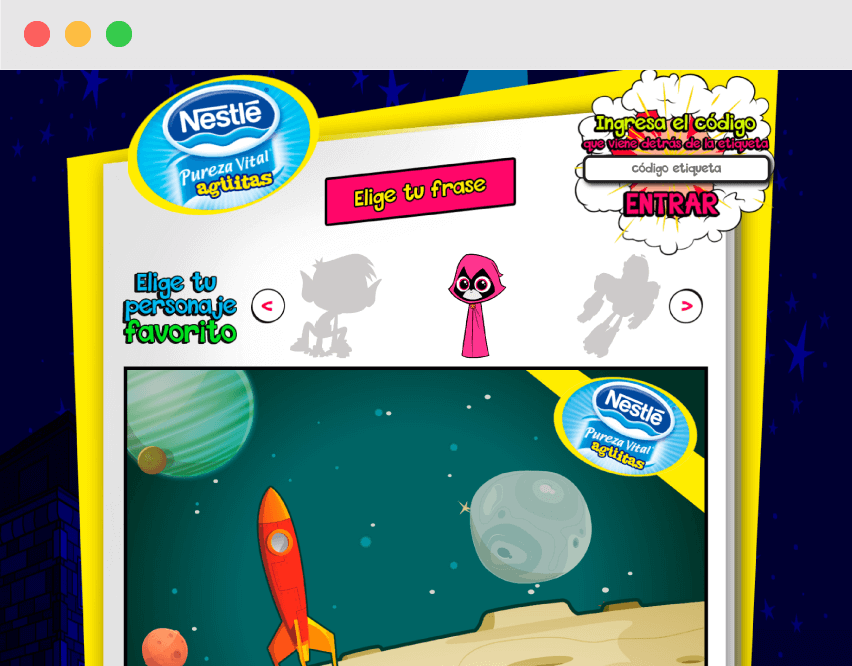 Nestlé
Pureza Vital
agüitas
Elige tu frase
Ingresa el código
que viene detrás de la etiqueta
código etiqueta
ENTRAR
Elige tu
personaje
favorito
<
>
Nestlé
Pureza Vital
agüitas